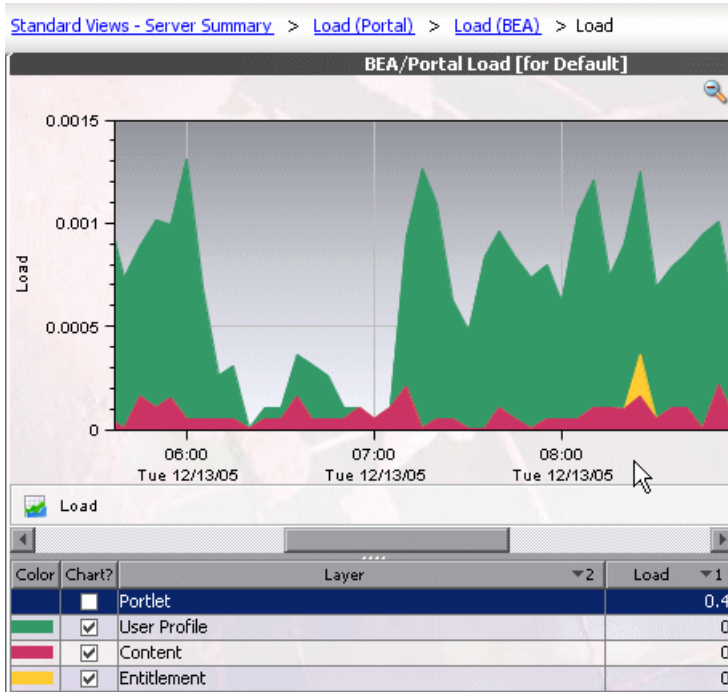 Standard Views - Server Summary > Load (Portal) > Load (BEA) > Load
BEA/Portal Load [for Default]
0.0015
0.001
0.0005
0
Load
06:00 07:00 08:00
Tue 12/13/05 Tue 12/13/05 Tue 12/13/05
Load
Color Chart? Layer 2 Load 1
Portlet 0.4
User Profile 0
Content 0
Entitlement 0